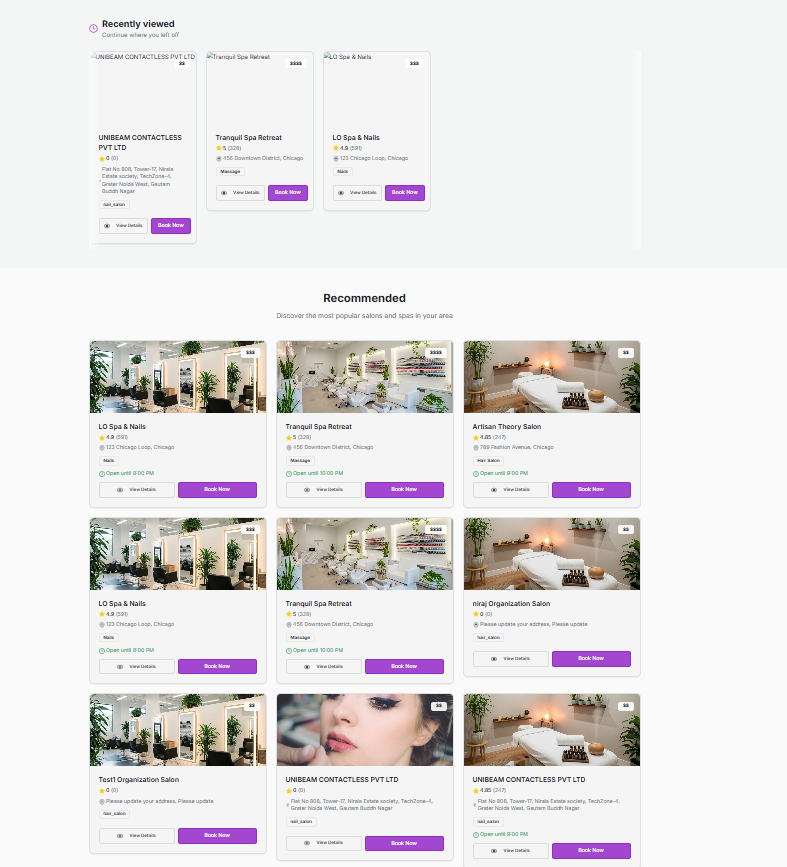 Recently viewed
Continue where you left off
UNIBEAM CONTACTLESS PVT LTD
$$
Tranquil Spa Retreat
$$$$
LO Spa & Nails
$$$
UNIBEAM CONTACTLESS
PVT LTD
0 (0)
Flat No 808, Tower-17, Nirala
Estate society, TechZone-4,
Grater Noida West, Gautam
Buddh Nagar
nail_salon
View Details
Book Now
Tranquil Spa Retreat
5 (328)
456 Downtown District, Chicago
Massage
View Details
Book Now
LO Spa & Nails
4.9 (591)
123 Chicago Loop, Chicago
Nails
View Details
Book Now
Recommended
Discover the most popular salons and spas in your area
$$$
LO Spa & Nails
4.9 (591)
123 Chicago Loop, Chicago
Nails
Open until 8:00 PM
View Details
Book Now
$$$$
Tranquil Spa Retreat
5 (328)
456 Downtown District, Chicago
Massage
Open until 10:00 PM
View Details
Book Now
$$
Artisan Theory Salon
4.85 (247)
789 Fashion Avenue, Chicago
Hair Salon
Open until 9:00 PM
View Details
Book Now
$$$
LO Spa & Nails
4.9 (591)
123 Chicago Loop, Chicago
Nails
Open until 8:00 PM
View Details
Book Now
$$$$
Tranquil Spa Retreat
5 (328)
456 Downtown District, Chicago
Massage
Open until 10:00 PM
View Details
Book Now
$$
niraj Organization Salon
0 (0)
Please update your address, Please update
hair_salon
View Details
Book Now
$$
Test1 Organization Salon
0 (0)
Please update your address, Please update
hair_salon
View Details
Book Now
$$
UNIBEAM CONTACTLESS PVT LTD
0 (0)
Flat No 808, Tower-17, Nirala Estate society, TechZone-4,
Grater Noida West, Gautam Buddh Nagar
nail_salon
View Details
Book Now
$$
UNIBEAM CONTACTLESS PVT LTD
4.85 (247)
Flat No 808, Tower-17, Nirala Estate society, TechZone-4,
Grater Noida West, Gautam Buddh Nagar
nail_salon
Open until 9:00 PM
View Details
Book Now